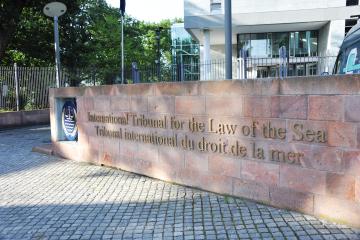 International Tribunal for the Law of the Sea
Tribunal international du droit de la mer